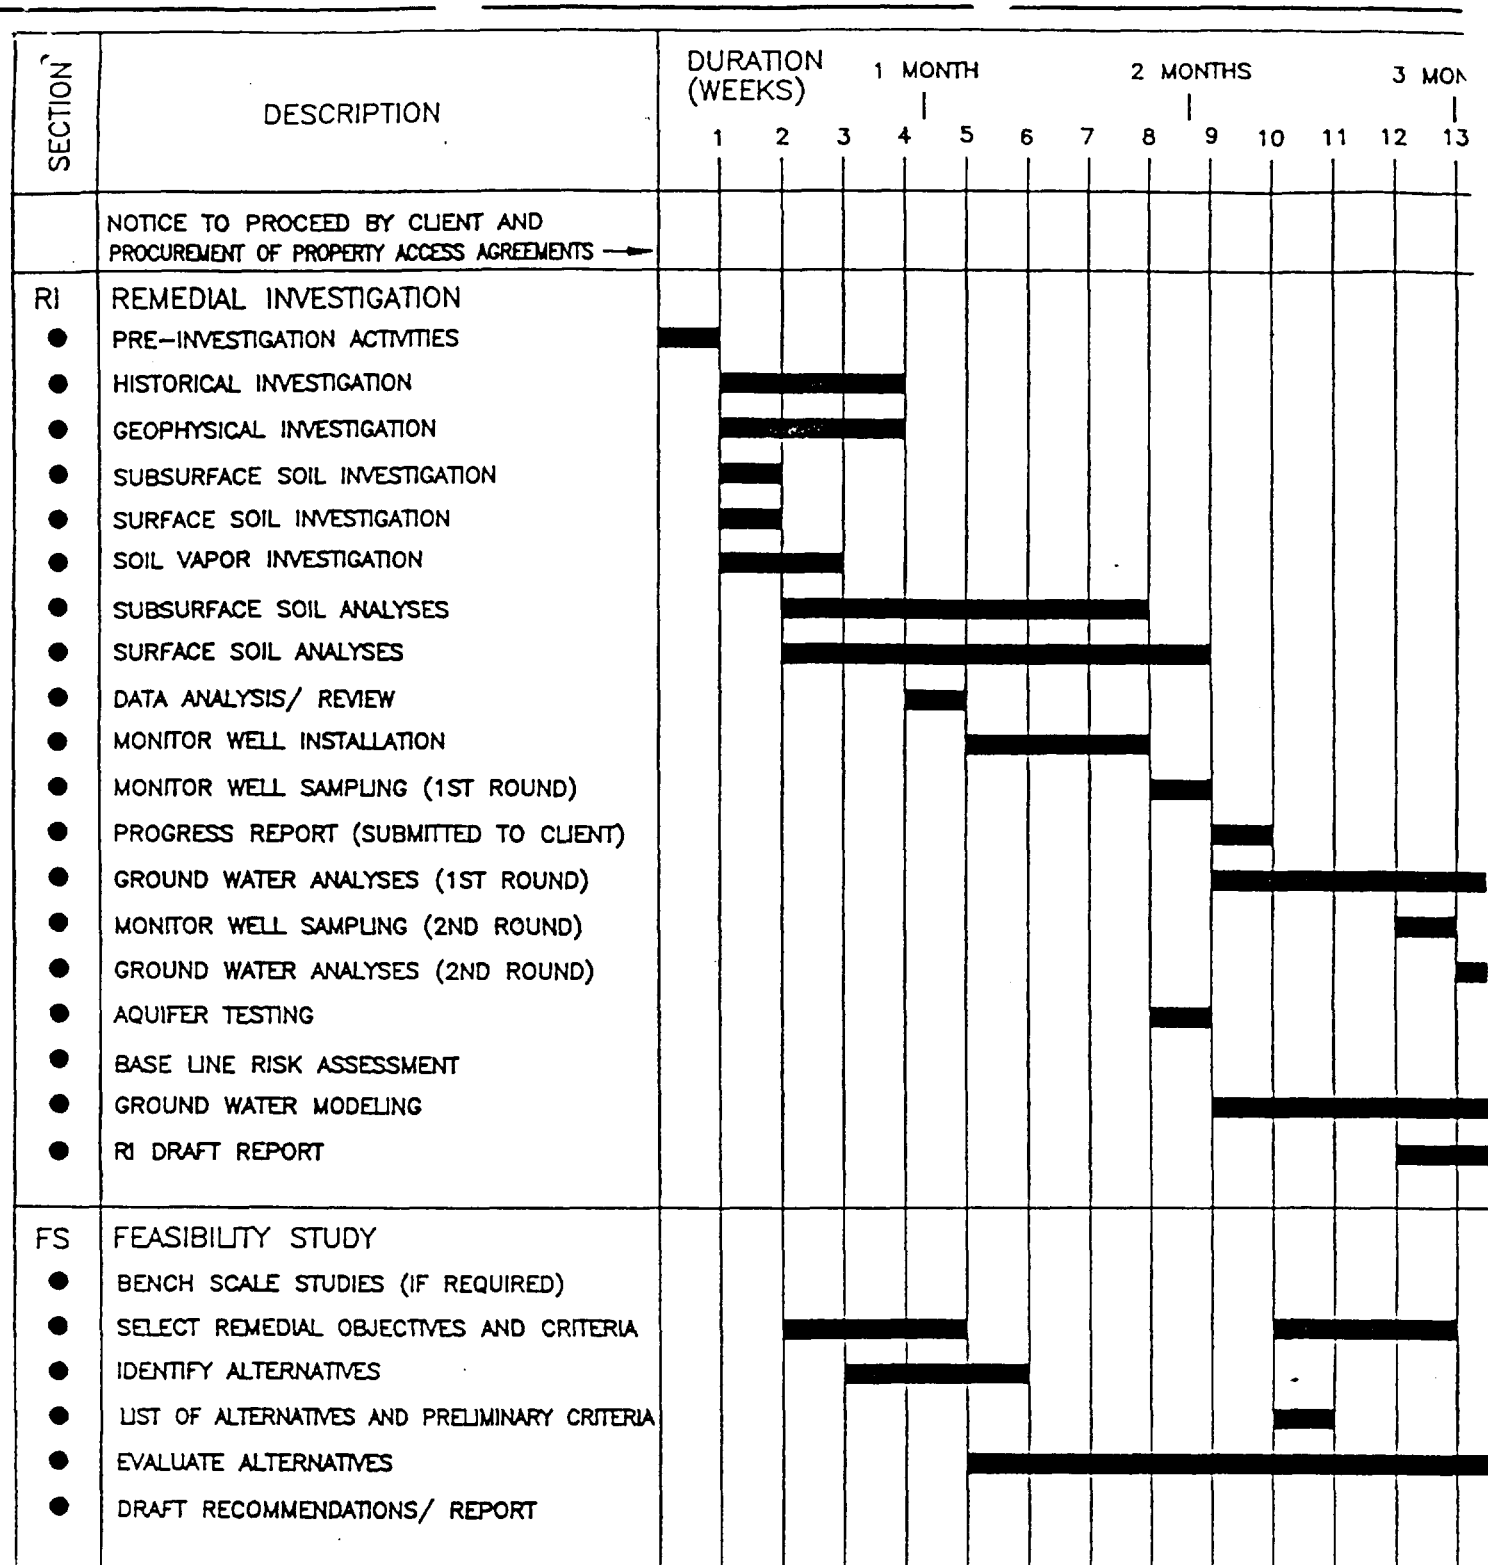 SECTION
DESCRIPTION
DURATION
(WEEKS)
1 MONTH
2 MONTHS
3 MON
1 2 3 4 5 6 7 8 9 10 11 12 13
NOTICE TO PROCEED BY CLIENT AND
PROCUREMENT OF PROPERTY ACCESS AGREEMENTS
RI REMEDIAL INVESTIGATION
● PRE-INVESTIGATION ACTIVITIES
● HISTORICAL INVESTIGATION
● GEOPHYSICAL INVESTIGATION
● SUBSURFACE SOIL INVESTIGATION
● SURFACE SOIL INVESTIGATION
● SOIL VAPOR INVESTIGATION
● SUBSURFACE SOIL ANALYSES
● SURFACE SOIL ANALYSES
● DATA ANALYSIS/ REVIEW
● MONITOR WELL INSTALLATION
● MONITOR WELL SAMPLING (1ST ROUND)
● PROGRESS REPORT (SUBMITTED TO CLIENT)
● GROUND WATER ANALYSES (1ST ROUND)
● MONITOR WELL SAMPLING (2ND ROUND)
● GROUND WATER ANALYSES (2ND ROUND)
● AQUIFER TESTING
● BASE LINE RISK ASSESSMENT
● GROUND WATER MODELING
● RI DRAFT REPORT
FS FEASIBILITY STUDY
● BENCH SCALE STUDIES (IF REQUIRED)
● SELECT REMEDIAL OBJECTIVES AND CRITERIA
● IDENTIFY ALTERNATIVES
● LIST OF ALTERNATIVES AND PRELIMINARY CRITERIA
● EVALUATE ALTERNATIVES
● DRAFT RECOMMENDATIONS/ REPORT